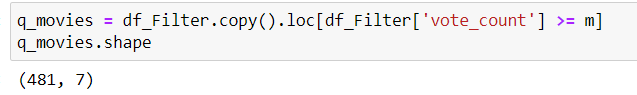 q_movies = df_Filter.copy().loc[df_Filter['vote_count'] >= m]
q_movies.shape
(481, 7)